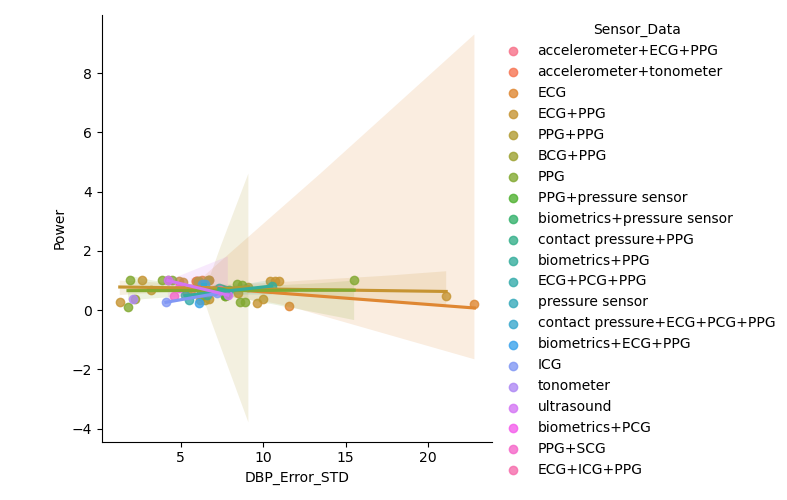 Sensor_Data
accelerometer+ECG+PPG
accelerometer+tonometer
ECG
ECG+PPG
PPG+PPG
BCG+PPG
PPG
PPG+pressure sensor
biometrics+pressure sensor
contact pressure+PPG
biometrics+PPG
ECG+PCG+PPG
pressure sensor
contact pressure+ECG+PCG+PPG
biometrics+ECG+PPG
ICG
tonometer
ultrasound
biometrics+PCG
PPG+SCG
ECG+ICG+PPG
Power
8
6
4
2
0
−2
−4
5
10
15
20
DBP_Error_STD